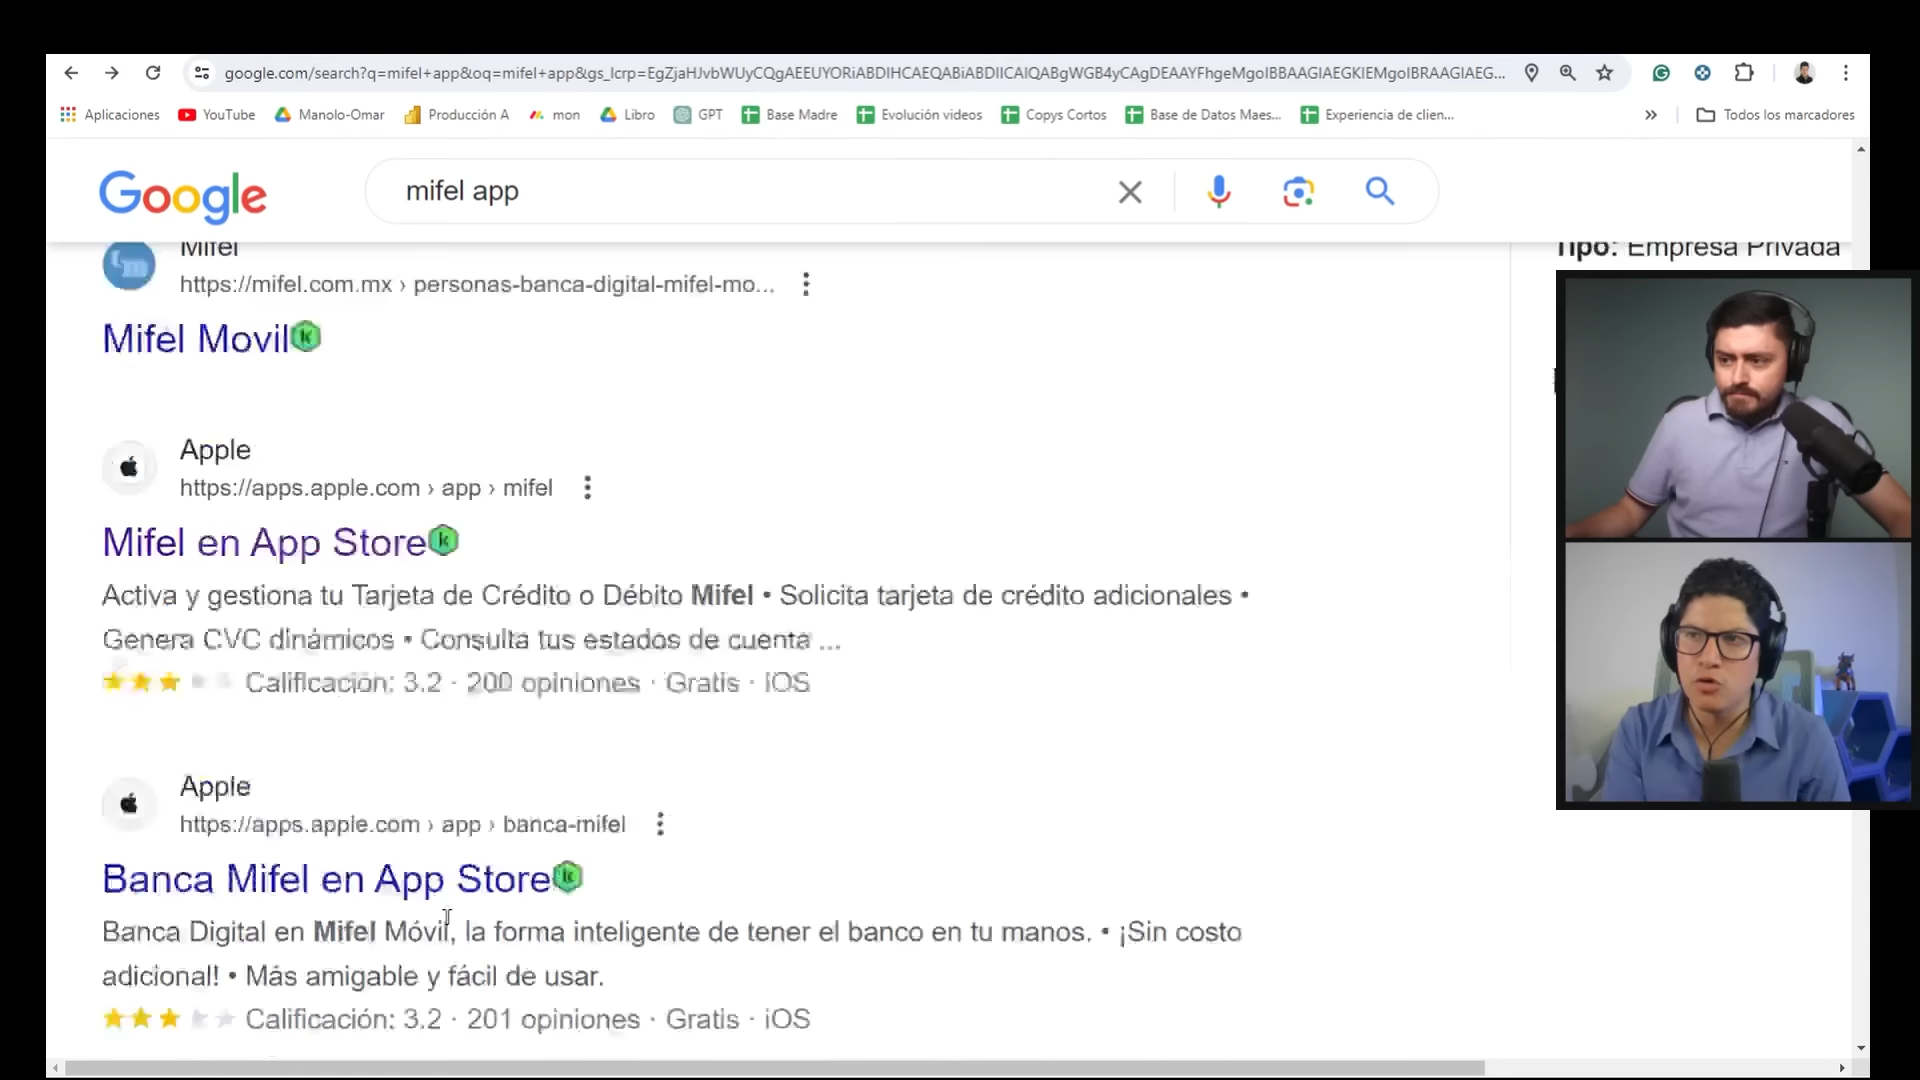 google.com/search?q=mifel+app&oq=mifel+app&gs_lcrp=EgZjaHJvbWUyCQgAEEUYORiABDIHCAEQABiABDIICAIQABgWGB4yCAgDEAAYFhgeMgoIBBAAGIAEGKIEMgoIBRAAGIAEG...
Aplicaciones YouTube Manolo-Omar Producción A mon Libro GPT Base Madre Evolución videos Copys Cortos Base de Datos Maes... Experiencia de clien... » Todos los marcadores
Google mifel app
Mifel
Tipo: Empresa Privada
https://mifel.com.mx › personas-banca-digital-mifel-mo...
Mifel Movil
Apple
https://apps.apple.com › app › mifel
Mifel en App Store
Activa y gestiona tu Tarjeta de Crédito o Débito Mifel • Solicita tarjeta de crédito adicionales •
Genera CVC dinámicos • Consulta tus estados de cuenta ...
Calificación: 3.2 · 200 opiniones · Gratis · iOS
Apple
https://apps.apple.com › app › banca-mifel
Banca Mifel en App Store
Banca Digital en Mifel Móvil, la forma inteligente de tener el banco en tu manos. • ¡Sin costo
adicional! • Más amigable y fácil de usar.
Calificación: 3.2 · 201 opiniones · Gratis · iOS